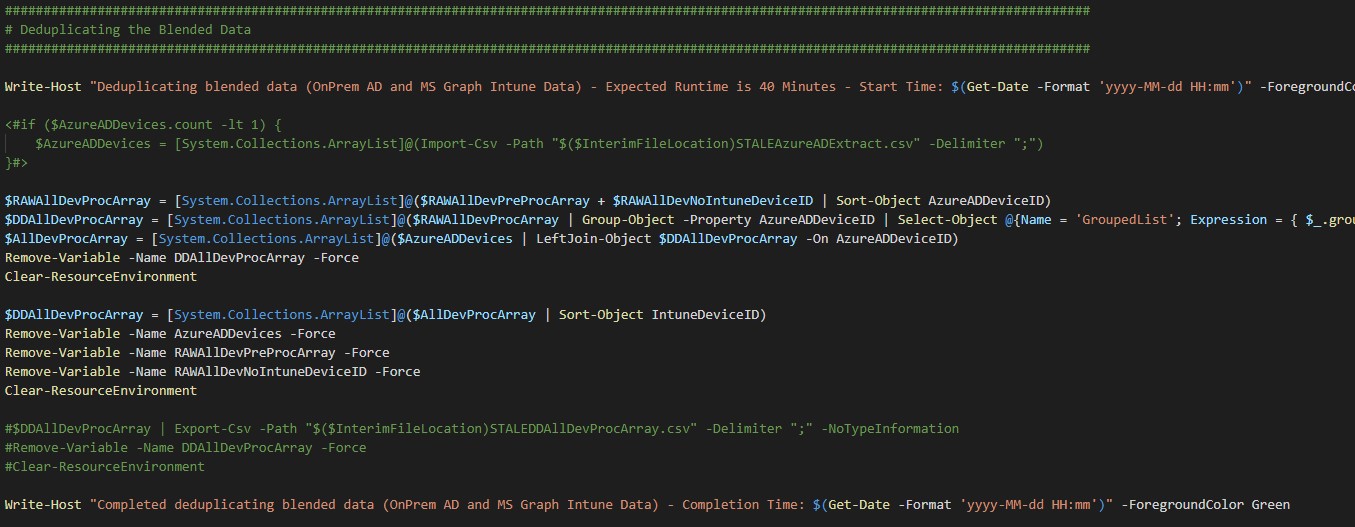 #############################################################################################################################################
# Deduplicating the Blended Data
#############################################################################################################################################
Write-Host "Deduplicating blended data (OnPrem AD and MS Graph Intune Data) - Expected Runtime is 40 Minutes - Start Time: $(Get-Date -Format 'yyyy-MM-dd HH:mm')" -ForegroundCo
<#if ($AzureADDevices.count -lt 1) {
    $AzureADDevices = [System.Collections.ArrayList]@(Import-Csv -Path "$($InterimFileLocation)STALEAzureADExtract.csv" -Delimiter ";")
}#>
$RAWAllDevProcArray = [System.Collections.ArrayList]@($RAWAllDevPreProcArray + $RAWAllDevNoIntuneDeviceID | Sort-Object AzureADDeviceID)
$DDAllDevProcArray = [System.Collections.ArrayList]@($RAWAllDevProcArray | Group-Object -Property AzureADDeviceID | Select-Object @{Name = 'GroupedList'; Expression = { $_.grou
$AllDevProcArray = [System.Collections.ArrayList]@($AzureADDevices | LeftJoin-Object $DDAllDevProcArray -On AzureADDeviceID)
Remove-Variable -Name DDAllDevProcArray -Force
Clear-ResourceEnvironment
$DDAllDevProcArray = [System.Collections.ArrayList]@($AllDevProcArray | Sort-Object IntuneDeviceID)
Remove-Variable -Name AzureADDevices -Force
Remove-Variable -Name RAWAllDevPreProcArray -Force
Remove-Variable -Name RAWAllDevNoIntuneDeviceID -Force
Clear-ResourceEnvironment
#$DDAllDevProcArray | Export-Csv -Path "$($InterimFileLocation)STALEDDAllDevProcArray.csv" -Delimiter ";" -NoTypeInformation
#Remove-Variable -Name DDAllDevProcArray -Force
#Clear-ResourceEnvironment
Write-Host "Completed deduplicating blended data (OnPrem AD and MS Graph Intune Data) - Completion Time: $(Get-Date -Format 'yyyy-MM-dd HH:mm')" -ForegroundColor Green